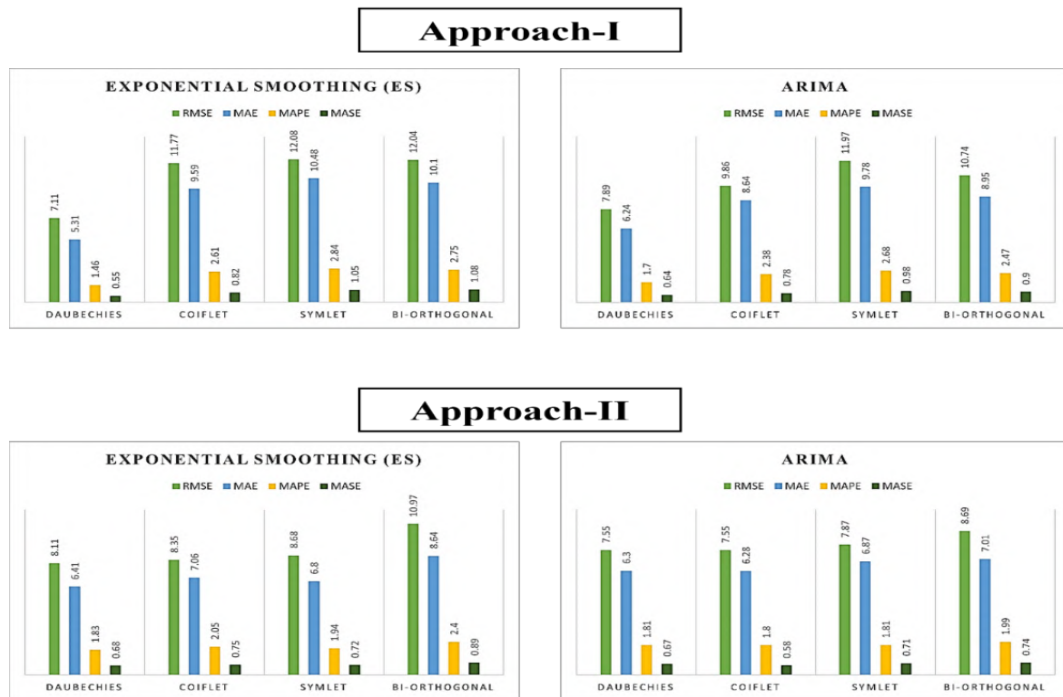 Approach-I
EXPONENTIAL SMOOTHING (ES)
RMSE MAE MAPE MASE
7.11 5.31 1.46 0.55 11.77 9.59 2.61 0.82 12.08 10.48 2.84 1.05 12.04 10.1 2.75 1.08
DAUBECHIES COIFLET SYMLET BI-ORTHOGONAL
ARIMA
RMSE MAE MAPE MASE
7.89 6.24 1.7 0.64 9.86 8.64 2.38 0.78 11.97 9.78 2.68 0.98 10.74 8.95 2.47 0.9
DAUBECHIES COIFLET SYMLET BI-ORTHOGONAL
Approach-II
EXPONENTIAL SMOOTHING (ES)
RMSE MAE MAPE MASE
8.11 6.41 1.83 0.68 8.35 7.06 2.05 0.75 8.68 6.8 1.94 0.72 10.97 8.64 2.4 0.89
DAUBECHIES COIFLET SYMLET BI-ORTHOGONAL
ARIMA
RMSE MAE MAPE MASE
7.55 6.3 1.81 0.67 7.55 6.28 1.8 0.58 7.87 6.87 1.81 0.71 8.69 7.01 1.99 0.74
DAUBECHIES COIFLET SYMLET BI-ORTHOGONAL